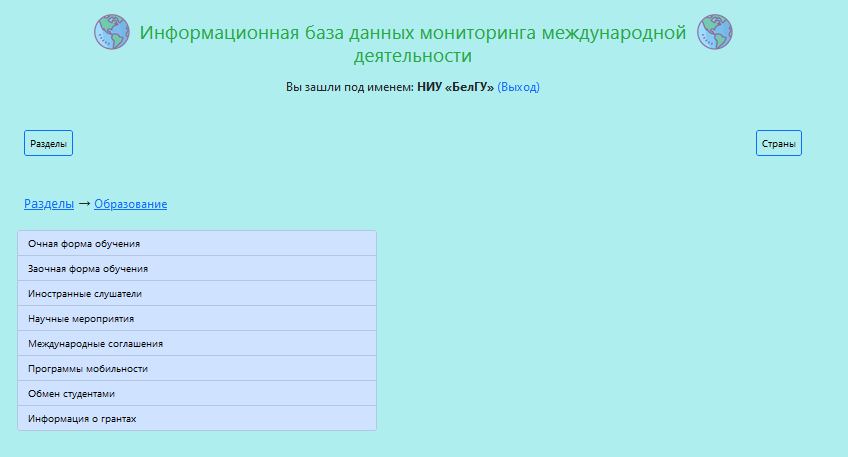 Информационная база данных мониторинга международной
деятельности
Вы зашли под именем: НИУ «БелГУ» (Выход)
Разделы
Страны
Разделы → Образование
Очная форма обучения
Заочная форма обучения
Иностранные слушатели
Научные мероприятия
Международные соглашения
Программы мобильности
Обмен студентами
Информация о грантах